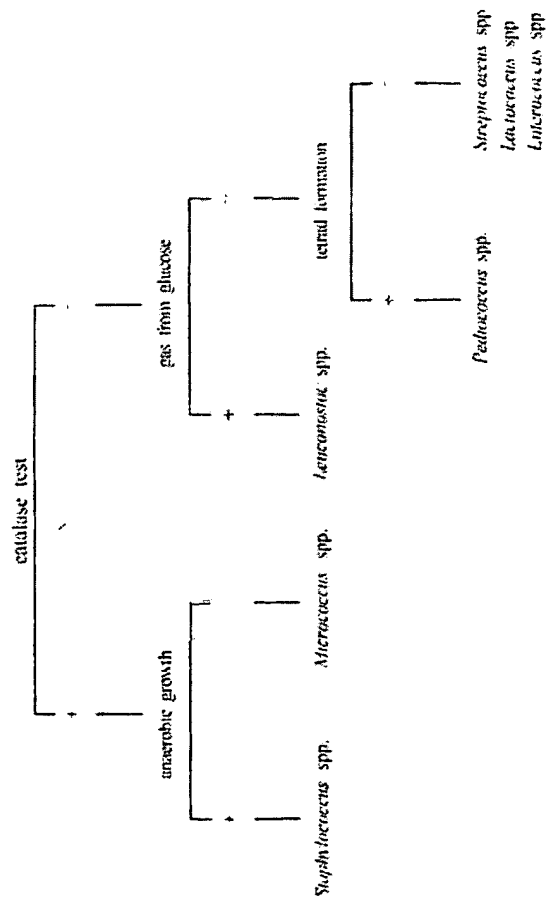 catalase test
+
-
anaerobic growth
gas from glucose
+
-
+
-
Staphylococcus spp.
Micrococcus spp.
Leuconostoc spp.
tetrad formation
+
-
Pediococcus spp.
Streptococcus spp
Lactococcus spp
Enterococcus spp